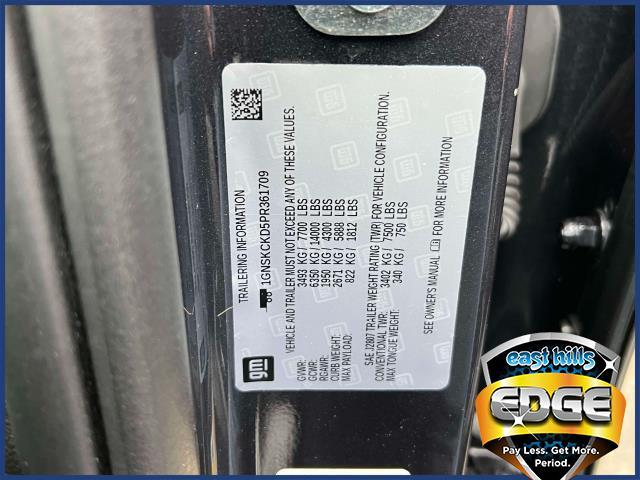 TRAILERING INFORMATION
68 1GNSKCKD5PR361709
VEHICLE AND TRAILER MUST NOT EXCEED ANY OF THESE VALUES.
GVWR: 3493 KG / 7700 LBS
GCWR: 6350 KG / 14000 LBS
RGAWR: 1950 KG / 4300 LBS
CURB WEIGHT: 2671 KG / 5888 LBS
MAX PAYLOAD: 822 KG / 1812 LBS
SAE J2807 TRAILER WEIGHT RATING (TWR) FOR VEHICLE CONFIGURATION.
CONVENTIONAL TWR: 3402 KG / 7500 LBS
MAX TONGUE WEIGHT: 340 KG / 750 LBS
SEE OWNER'S MANUAL FOR MORE INFORMATION
gm
east hills
EDGE
Pay Less. Get More.
Period.